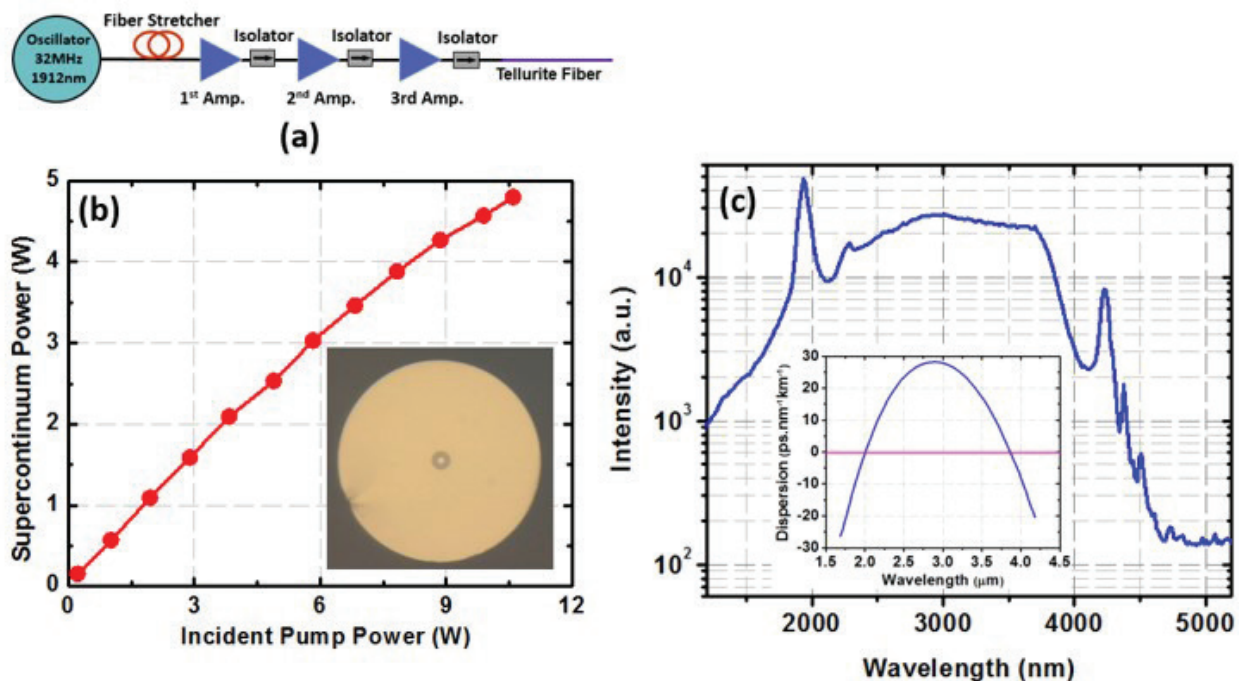 Fiber Stretcher
Oscillator
32MHz
1912nm
Isolator
Isolator
Isolator
Tellurite Fiber
1st Amp.
2nd Amp.
3rd Amp.
(a)
(b)
Supercontinuum Power (W)
5
4
3
2
1
0
0
3
6
9
12
Incident Pump Power (W)
(c)
Intensity (a.u.)
10^4
10^3
10^2
2000
3000
4000
5000
Wavelength (nm)
Dispersion (ps.nm-1km-1)
30
20
10
0
-10
-20
-30
1.5
2.0
2.5
3.0
3.5
4.0
4.5
Wavelength (μm)